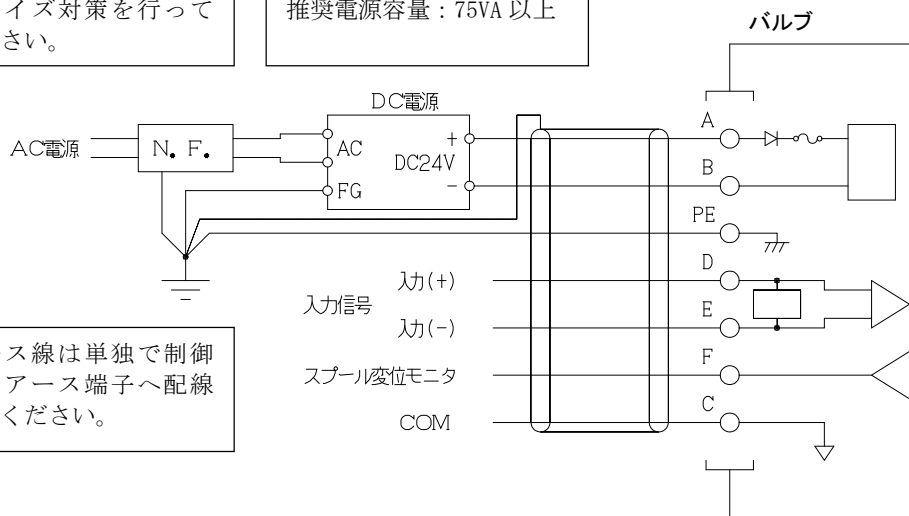 イズ対策を行って
さい。
推奨電源容量：75VA 以上
バルブ
DC電源
AC電源
N. F.
AC
+
DC24V
-
FG
A
B
PE
D
入力(+)
入力信号
E
入力(-)
F
スプール変位モニタ
C
COM
ス線は単独で制御
アース端子へ配線
ください。